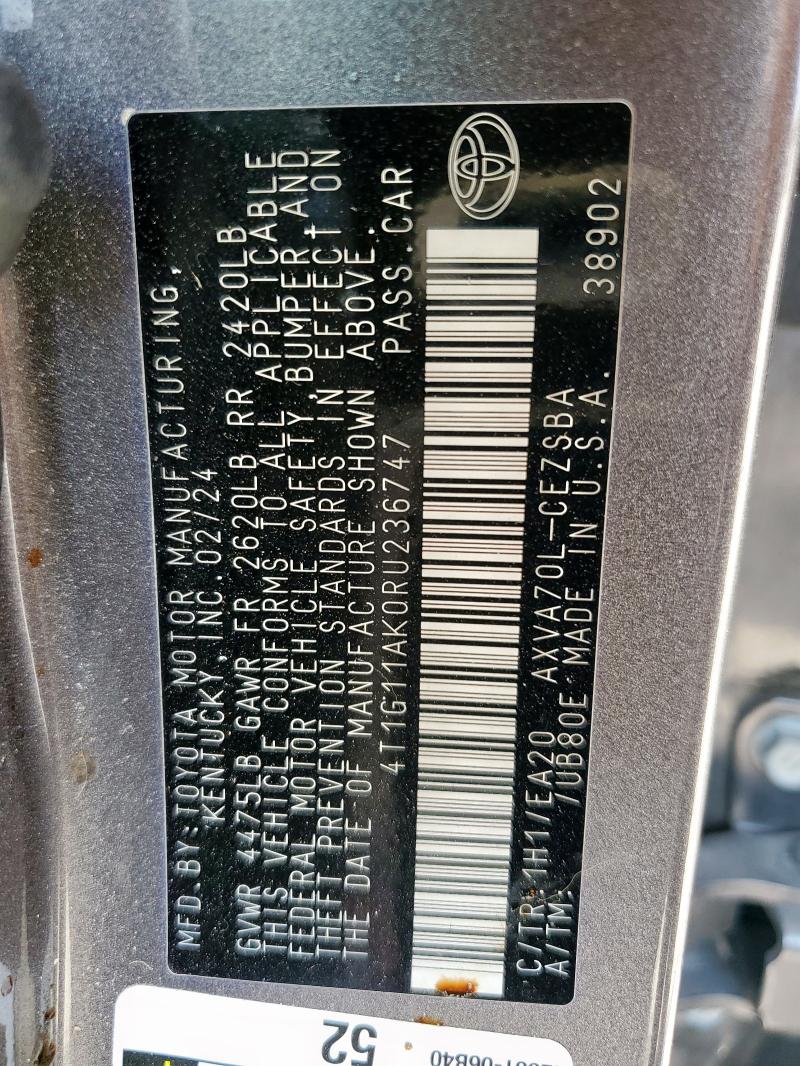 MFD.BY:TOYOTA MOTOR MANUFACTURING,
KENTUCKY, INC.02/24
GVWR 4475LB GAWR FR 2620LB RR 2420LB
THIS VEHICLE CONFORMS TO ALL APPLICABLE
FEDERAL MOTOR VEHICLE SAFETY,BUMPER,AND
THEFT PREVENTION STANDARDS IN EFFECT ON
THE DATE OF MANUFACTURE SHOWN ABOVE.
4T1G11AK0RU236747 PASS.CAR
C/TR: 1H1/EA20 AXVA70L-CEZSBA
A/TM: /UB80E MADE IN U.S.A. 38902
52